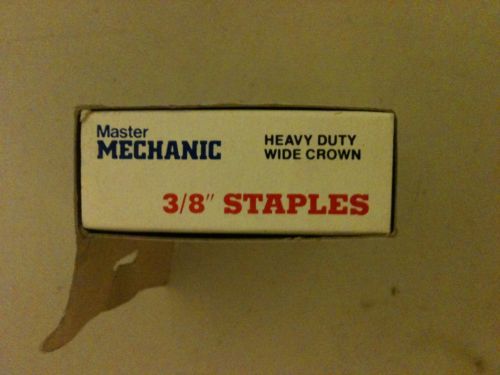 Master
MECHANIC
HEAVY DUTY
WIDE CROWN
3/8" STAPLES